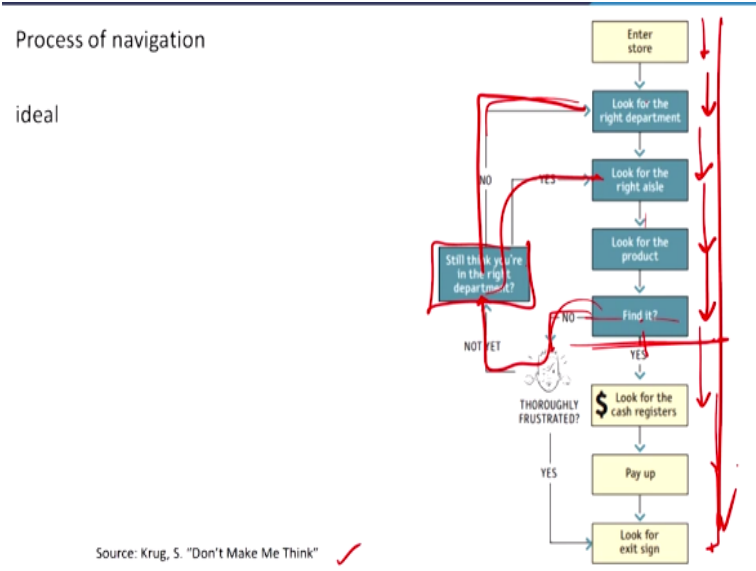 Process of navigation
ideal
Enter
store
Look for the
right department
Look for the
right aisle
NO
YES
Look for the
product
Still think you're
in the right
department?
Find it?
NO
NOT YET
YES
THOROUGHLY
FRUSTRATED?
$ Look for the
cash registers
YES
Pay up
Look for
exit sign
Source: Krug, S. "Don't Make Me Think"